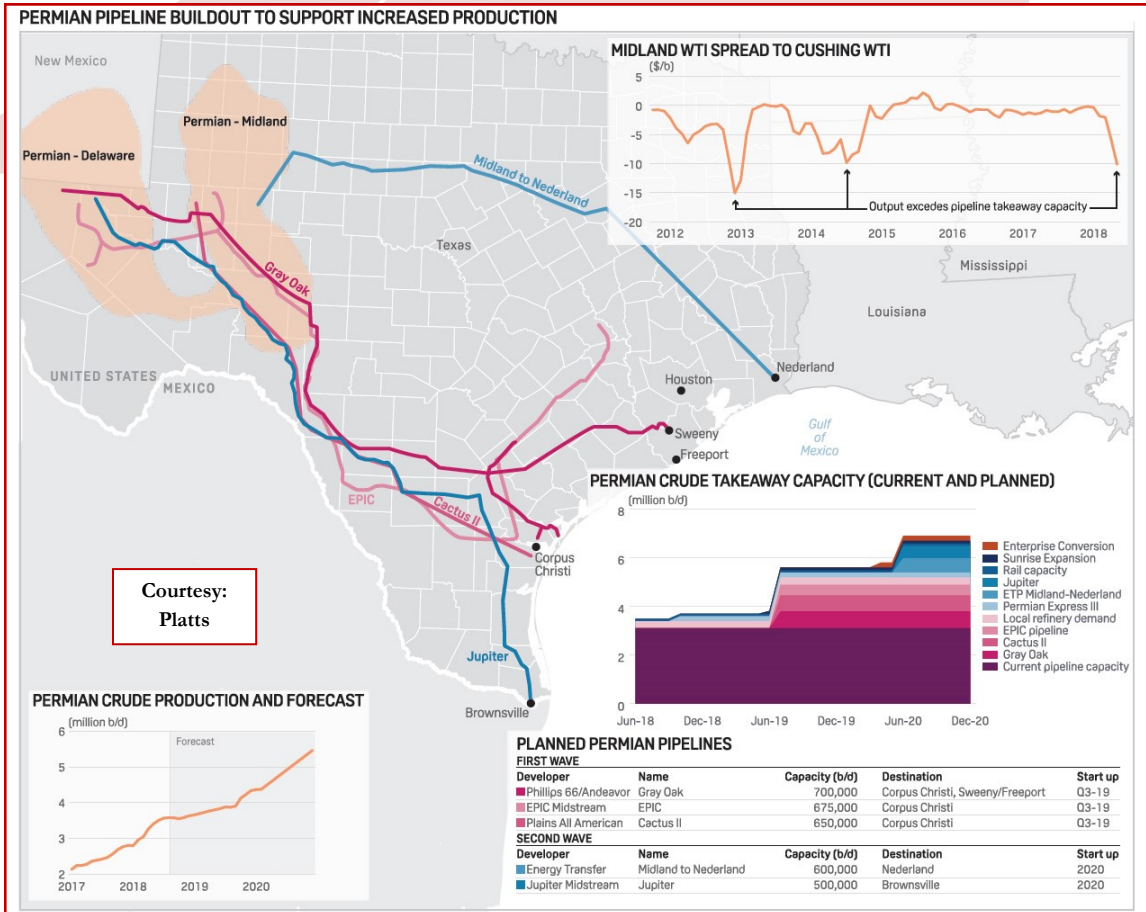 PERMIAN PIPELINE BUILDOUT TO SUPPORT INCREASED PRODUCTION
New Mexico
Permian - Midland
Permian - Delaware
Midland to Nederland
Texas
Gray Oak
UNITED STATES
MEXICO
Mississippi
Louisiana
Nederland
Houston
Sweeny
Freeport
Gulf
of
Mexico
EPIC
Cactus II
Corpus
Christi
Jupiter
Brownsville
Courtesy:
Platts
MIDLAND WTI SPREAD TO CUSHING WTI
($/b)
5
0
-5
-10
-15
-20
Output excedes pipeline takeaway capacity
2012 2013 2014 2015 2016 2017 2018
PERMIAN CRUDE TAKEAWAY CAPACITY (CURRENT AND PLANNED)
(million b/d)
8
6
4
2
0
Jun-18 Dec-18 Jun-19 Dec-19 Jun-20 Dec-20
Enterprise Conversion
Sunrise Expansion
Rail capacity
Jupiter
ETP Midland-Nederland
Permian Express III
Local refinery demand
EPIC pipeline
Cactus II
Gray Oak
Current pipeline capacity
PERMIAN CRUDE PRODUCTION AND FORECAST
(million b/d)
6
5
4
3
2
Forecast
2017 2018 2019 2020
PLANNED PERMIAN PIPELINES
FIRST WAVE
Developer Name Capacity (b/d) Destination Start up
Phillips 66/Andeavor Gray Oak 700,000 Corpus Christi, Sweeny/Freeport Q3-19
EPIC Midstream EPIC 675,000 Corpus Christi Q3-19
Plains All American Cactus II 650,000 Corpus Christi Q3-19
SECOND WAVE
Developer Name Capacity (b/d) Destination Start up
Energy Transfer Midland to Nederland 600,000 Nederland 2020
Jupiter Midstream Jupiter 500,000 Brownsville 2020